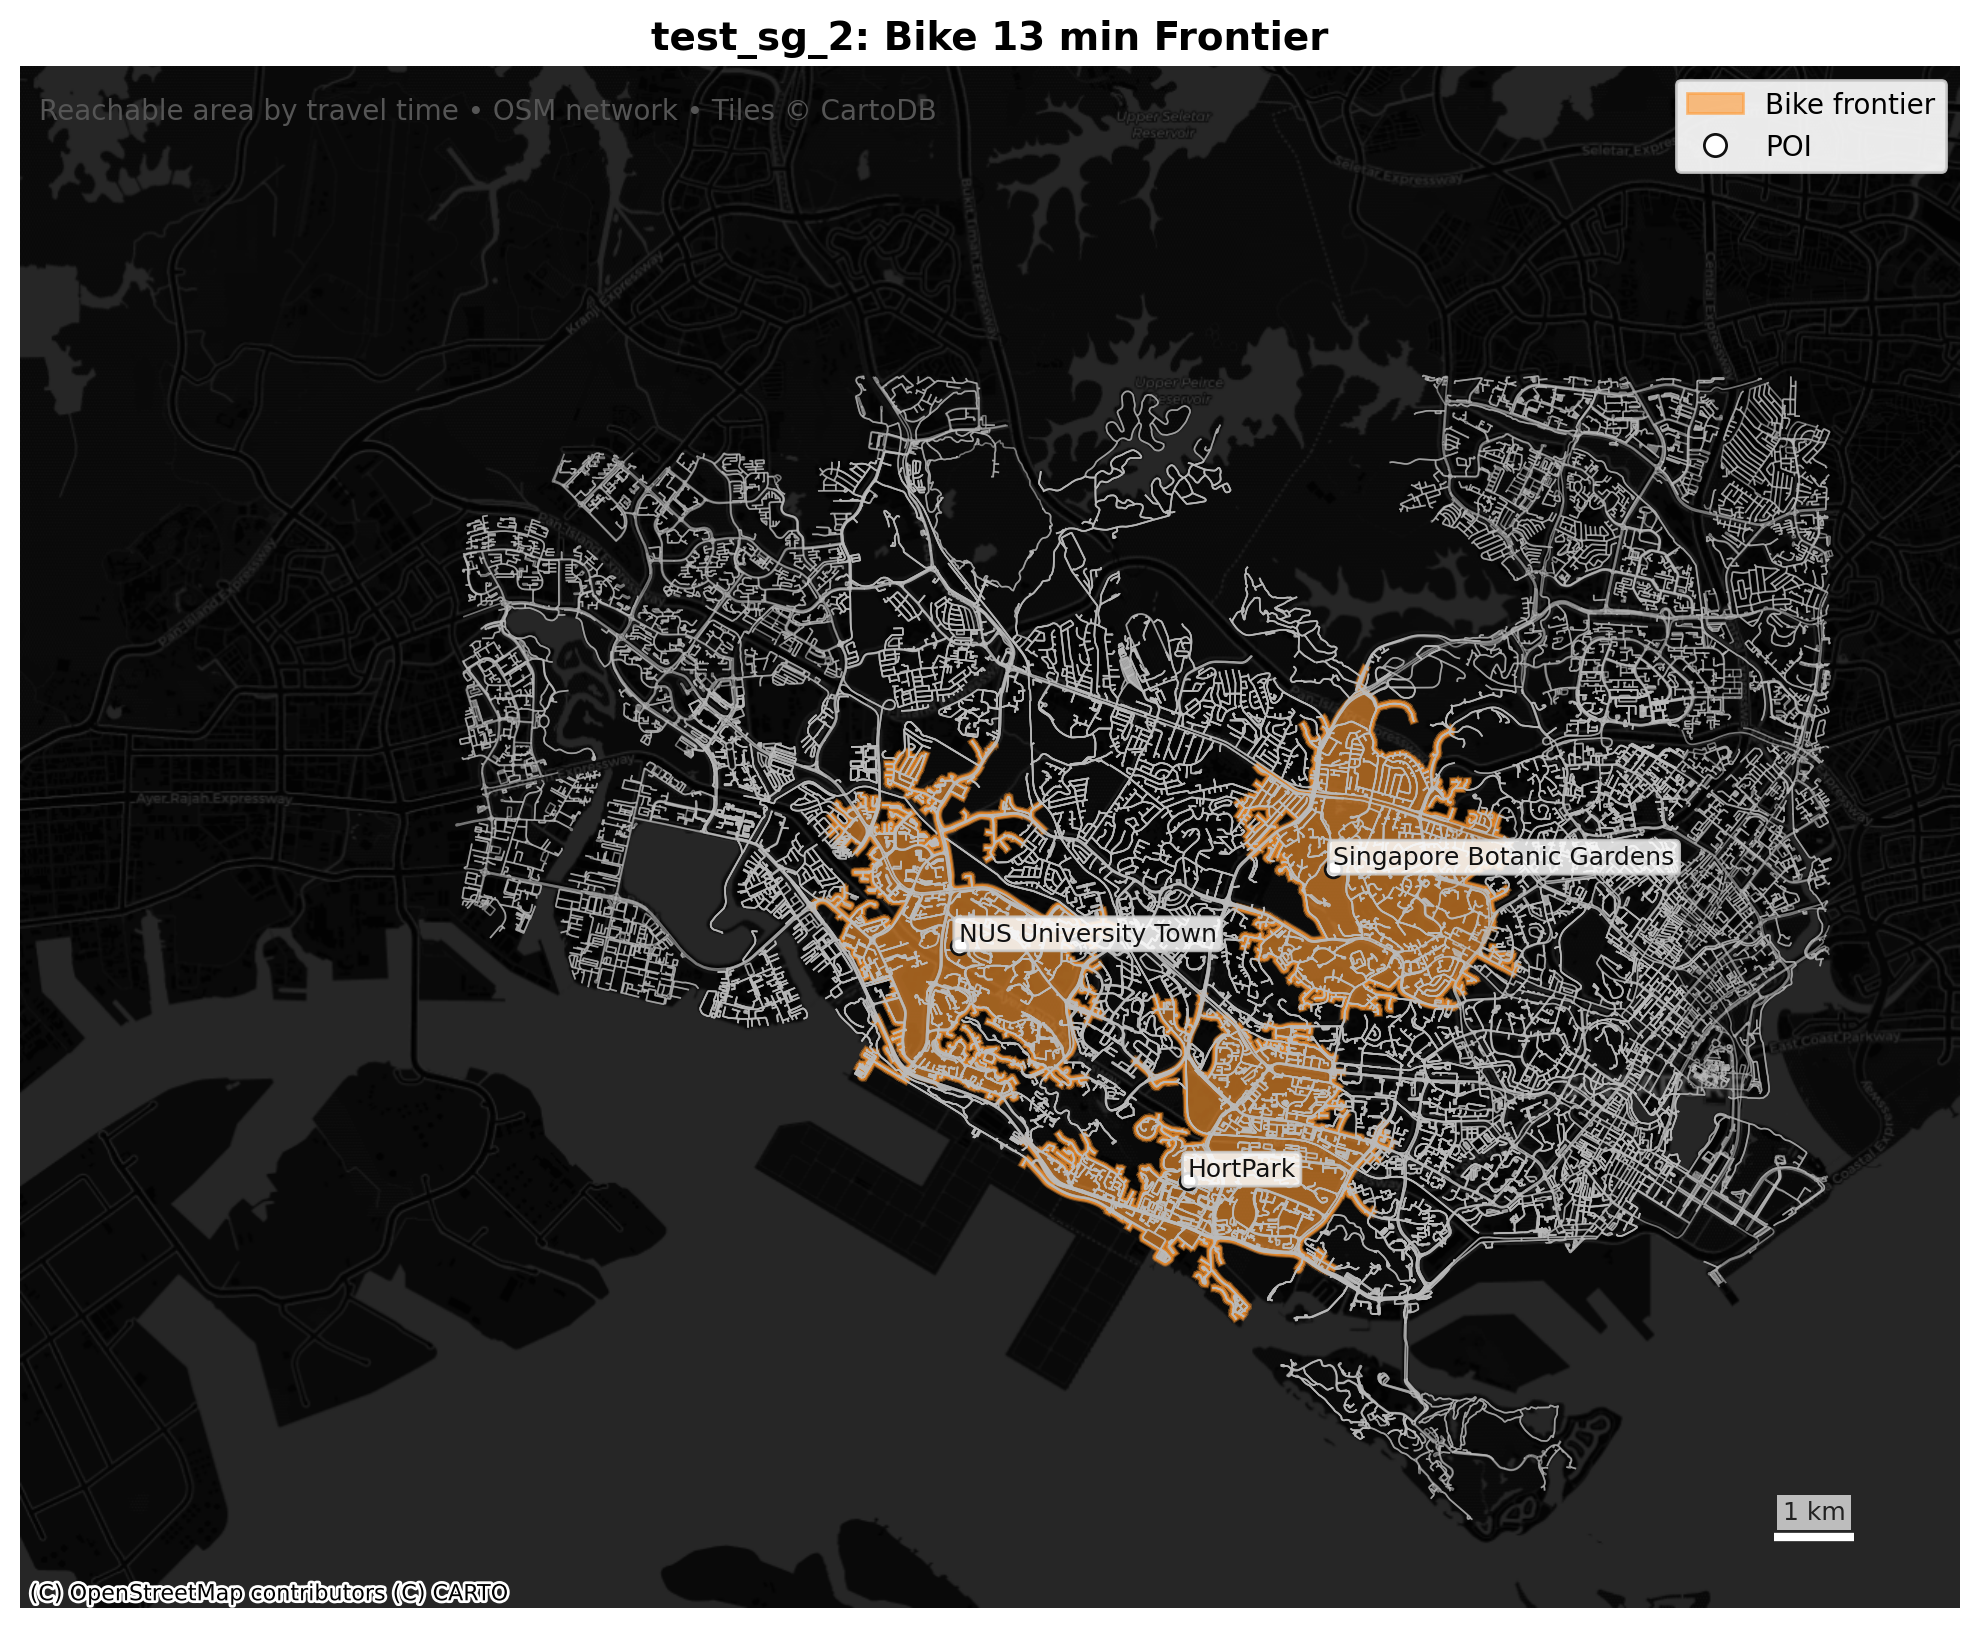 test_sg_2: Bike 13 min Frontier
Reachable area by travel time • OSM network • Tiles © CartoDB
Bike frontier
POI
Upper Seletar
Reservoir
Seletar Expressway
Kranji Expressway
Central Expressway
Upper Peirce
Reservoir
Pan Island Expressway
Ayer Rajah Expressway
Singapore Botanic Gardens
NUS University Town
East Coast Parkway
HortPark
1 km
(C) OpenStreetMap contributors (C) CARTO